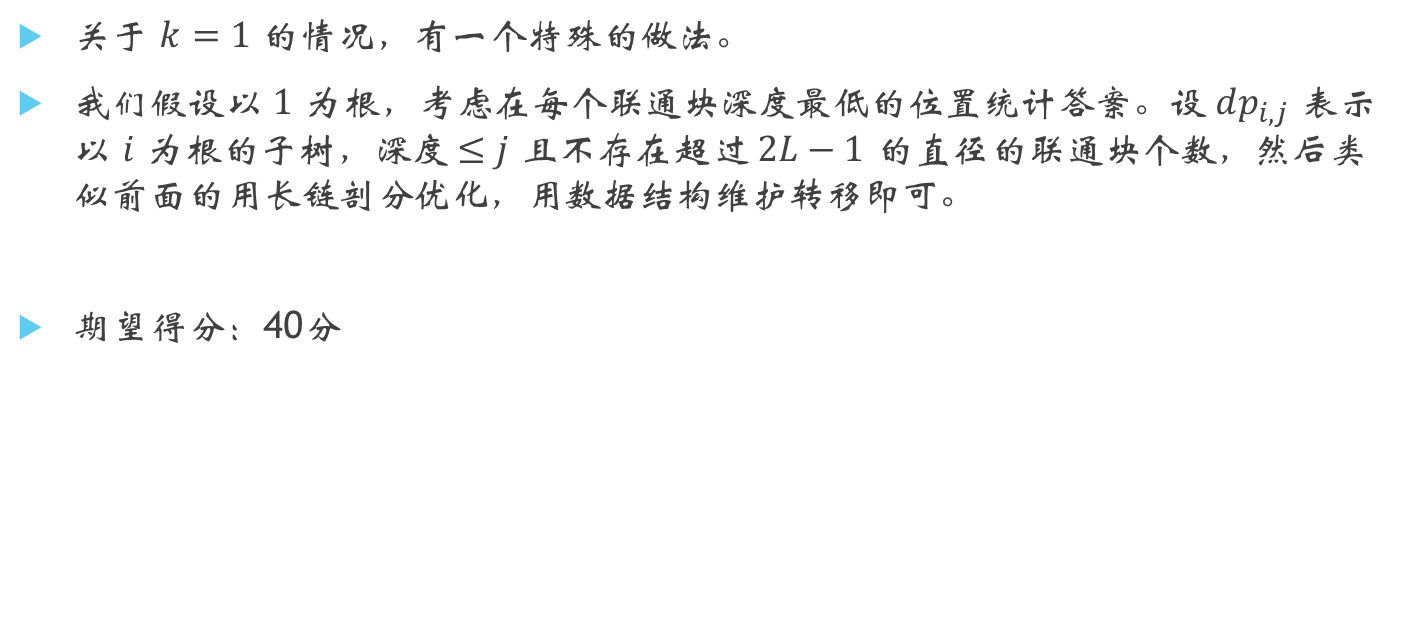 关于 k = 1 的情况，有一个特殊的做法。
我们假设以 1 为根，考虑在每个联通块深度最低的位置统计答案。设 dp_{i,j} 表示
以 i 为根的子树，深度 ≤ j 且不存在超过 2L − 1 的直径的联通块个数，然后类
似前面的用长链剖分优化，用数据结构维护转移即可。
期望得分：40分